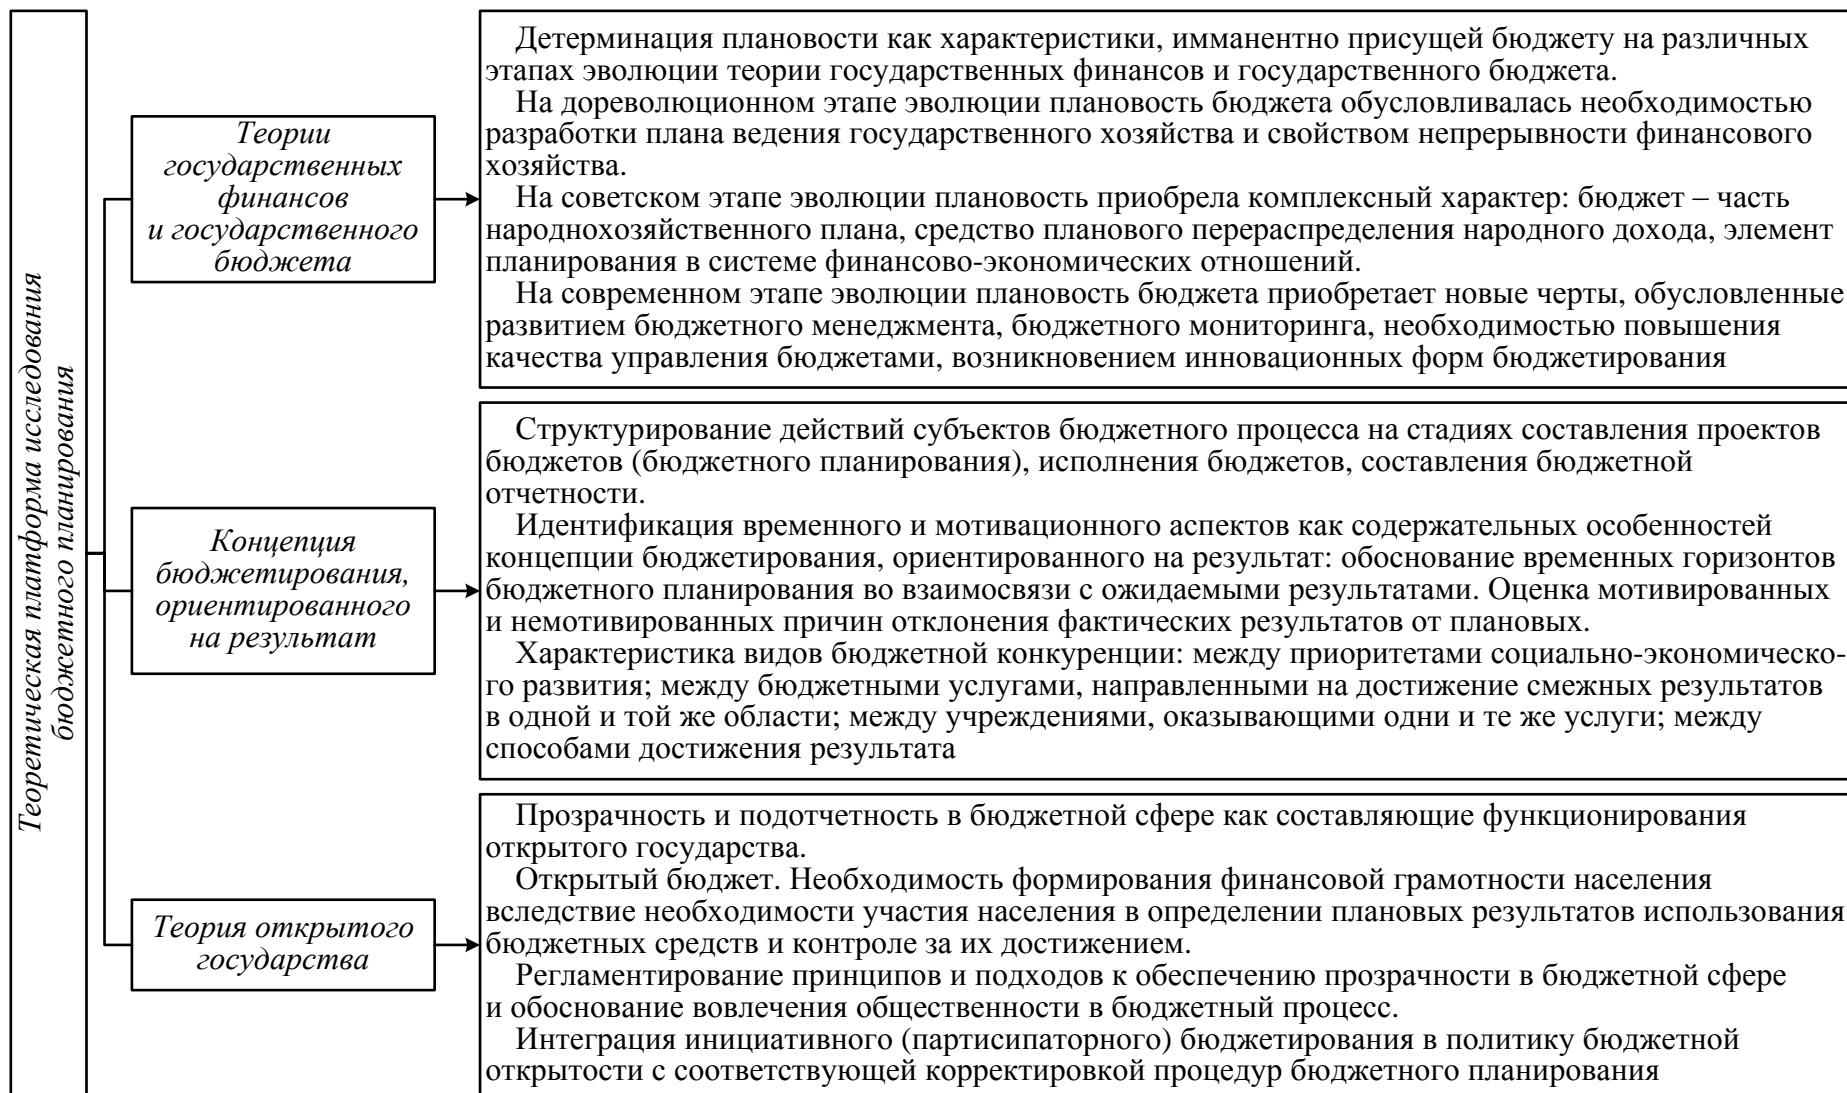 Теоретическая платформа исследования
бюджетного планирования
Теории
государственных
финансов
и государственного
бюджета
Детерминация плановости как характеристики, имманентно присущей бюджету на различных
этапах эволюции теории государственных финансов и государственного бюджета.
На дореволюционном этапе эволюции плановость бюджета обусловливалась необходимостью
разработки плана ведения государственного хозяйства и свойством непрерывности финансового
хозяйства.
На советском этапе эволюции плановость приобрела комплексный характер: бюджет – часть
народнохозяйственного плана, средство планового перераспределения народного дохода, элемент
планирования в системе финансово-экономических отношений.
На современном этапе эволюции плановость бюджета приобретает новые черты, обусловленные
развитием бюджетного менеджмента, бюджетного мониторинга, необходимостью повышения
качества управления бюджетами, возникновением инновационных форм бюджетирования
Концепция
бюджетирования,
ориентированного
на результат
Структурирование действий субъектов бюджетного процесса на стадиях составления проектов
бюджетов (бюджетного планирования), исполнения бюджетов, составления бюджетной
отчетности.
Идентификация временного и мотивационного аспектов как содержательных особенностей
концепции бюджетирования, ориентированного на результат: обоснование временных горизонтов
бюджетного планирования во взаимосвязи с ожидаемыми результатами. Оценка мотивированных
и немотивированных причин отклонения фактических результатов от плановых.
Характеристика видов бюджетной конкуренции: между приоритетами социально-экономическо-
го развития; между бюджетными услугами, направленными на достижение смежных результатов
в одной и той же области; между учреждениями, оказывающими одни и те же услуги; между
способами достижения результата
Теория открытого
государства
Прозрачность и подотчетность в бюджетной сфере как составляющие функционирования
открытого государства.
Открытый бюджет. Необходимость формирования финансовой грамотности населения
вследствие необходимости участия населения в определении плановых результатов использования
бюджетных средств и контроле за их достижением.
Регламентирование принципов и подходов к обеспечению прозрачности в бюджетной сфере
и обоснование вовлечения общественности в бюджетный процесс.
Интеграция инициативного (партисипаторного) бюджетирования в политику бюджетной
открытости с соответствующей корректировкой процедур бюджетного планирования